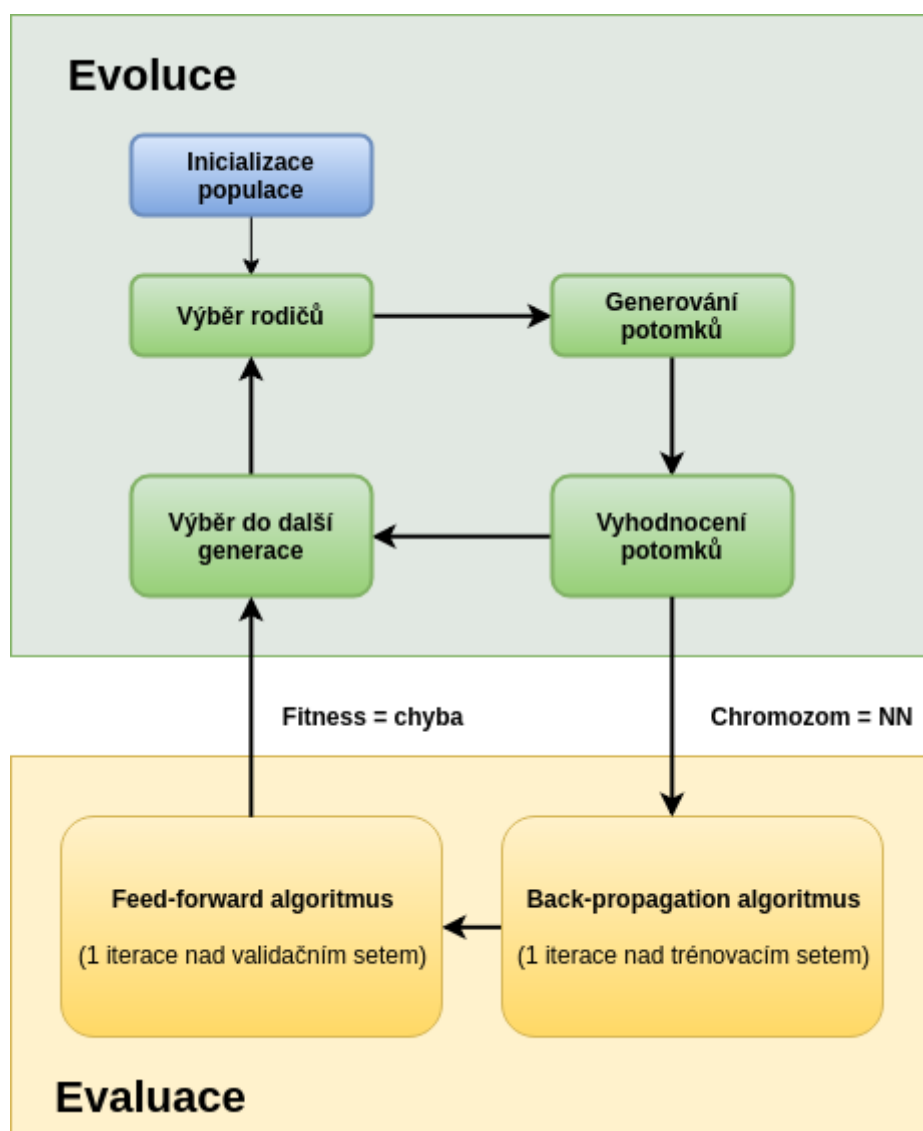 Evoluce
Inicializace
populace
Výběr rodičů
Generování
potomků
Výběr do další
generace
Vyhodnocení
potomků
Fitness = chyba
Chromozom = NN
Feed-forward algoritmus
(1 iterace nad validačním setem)
Back-propagation algoritmus
(1 iterace nad trénovacím setem)
Evaluace